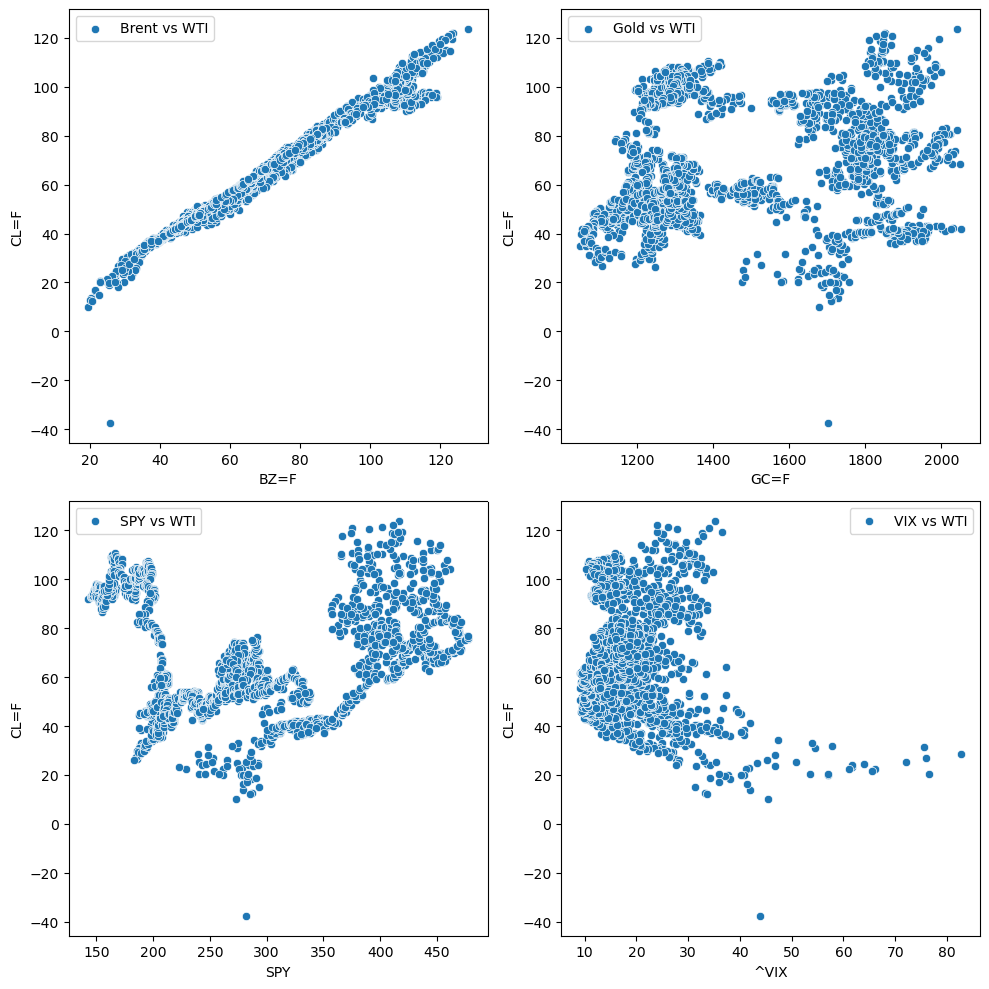 Brent vs WTI
120
100
80
60
40
20
0
−20
−40
CL=F
20 40 60 80 100 120
BZ=F
Gold vs WTI
120
100
80
60
40
20
0
−20
−40
CL=F
1200 1400 1600 1800 2000
GC=F
SPY vs WTI
120
100
80
60
40
20
0
−20
−40
CL=F
150 200 250 300 350 400 450
SPY
VIX vs WTI
120
100
80
60
40
20
0
−20
−40
CL=F
10 20 30 40 50 60 70 80
^VIX